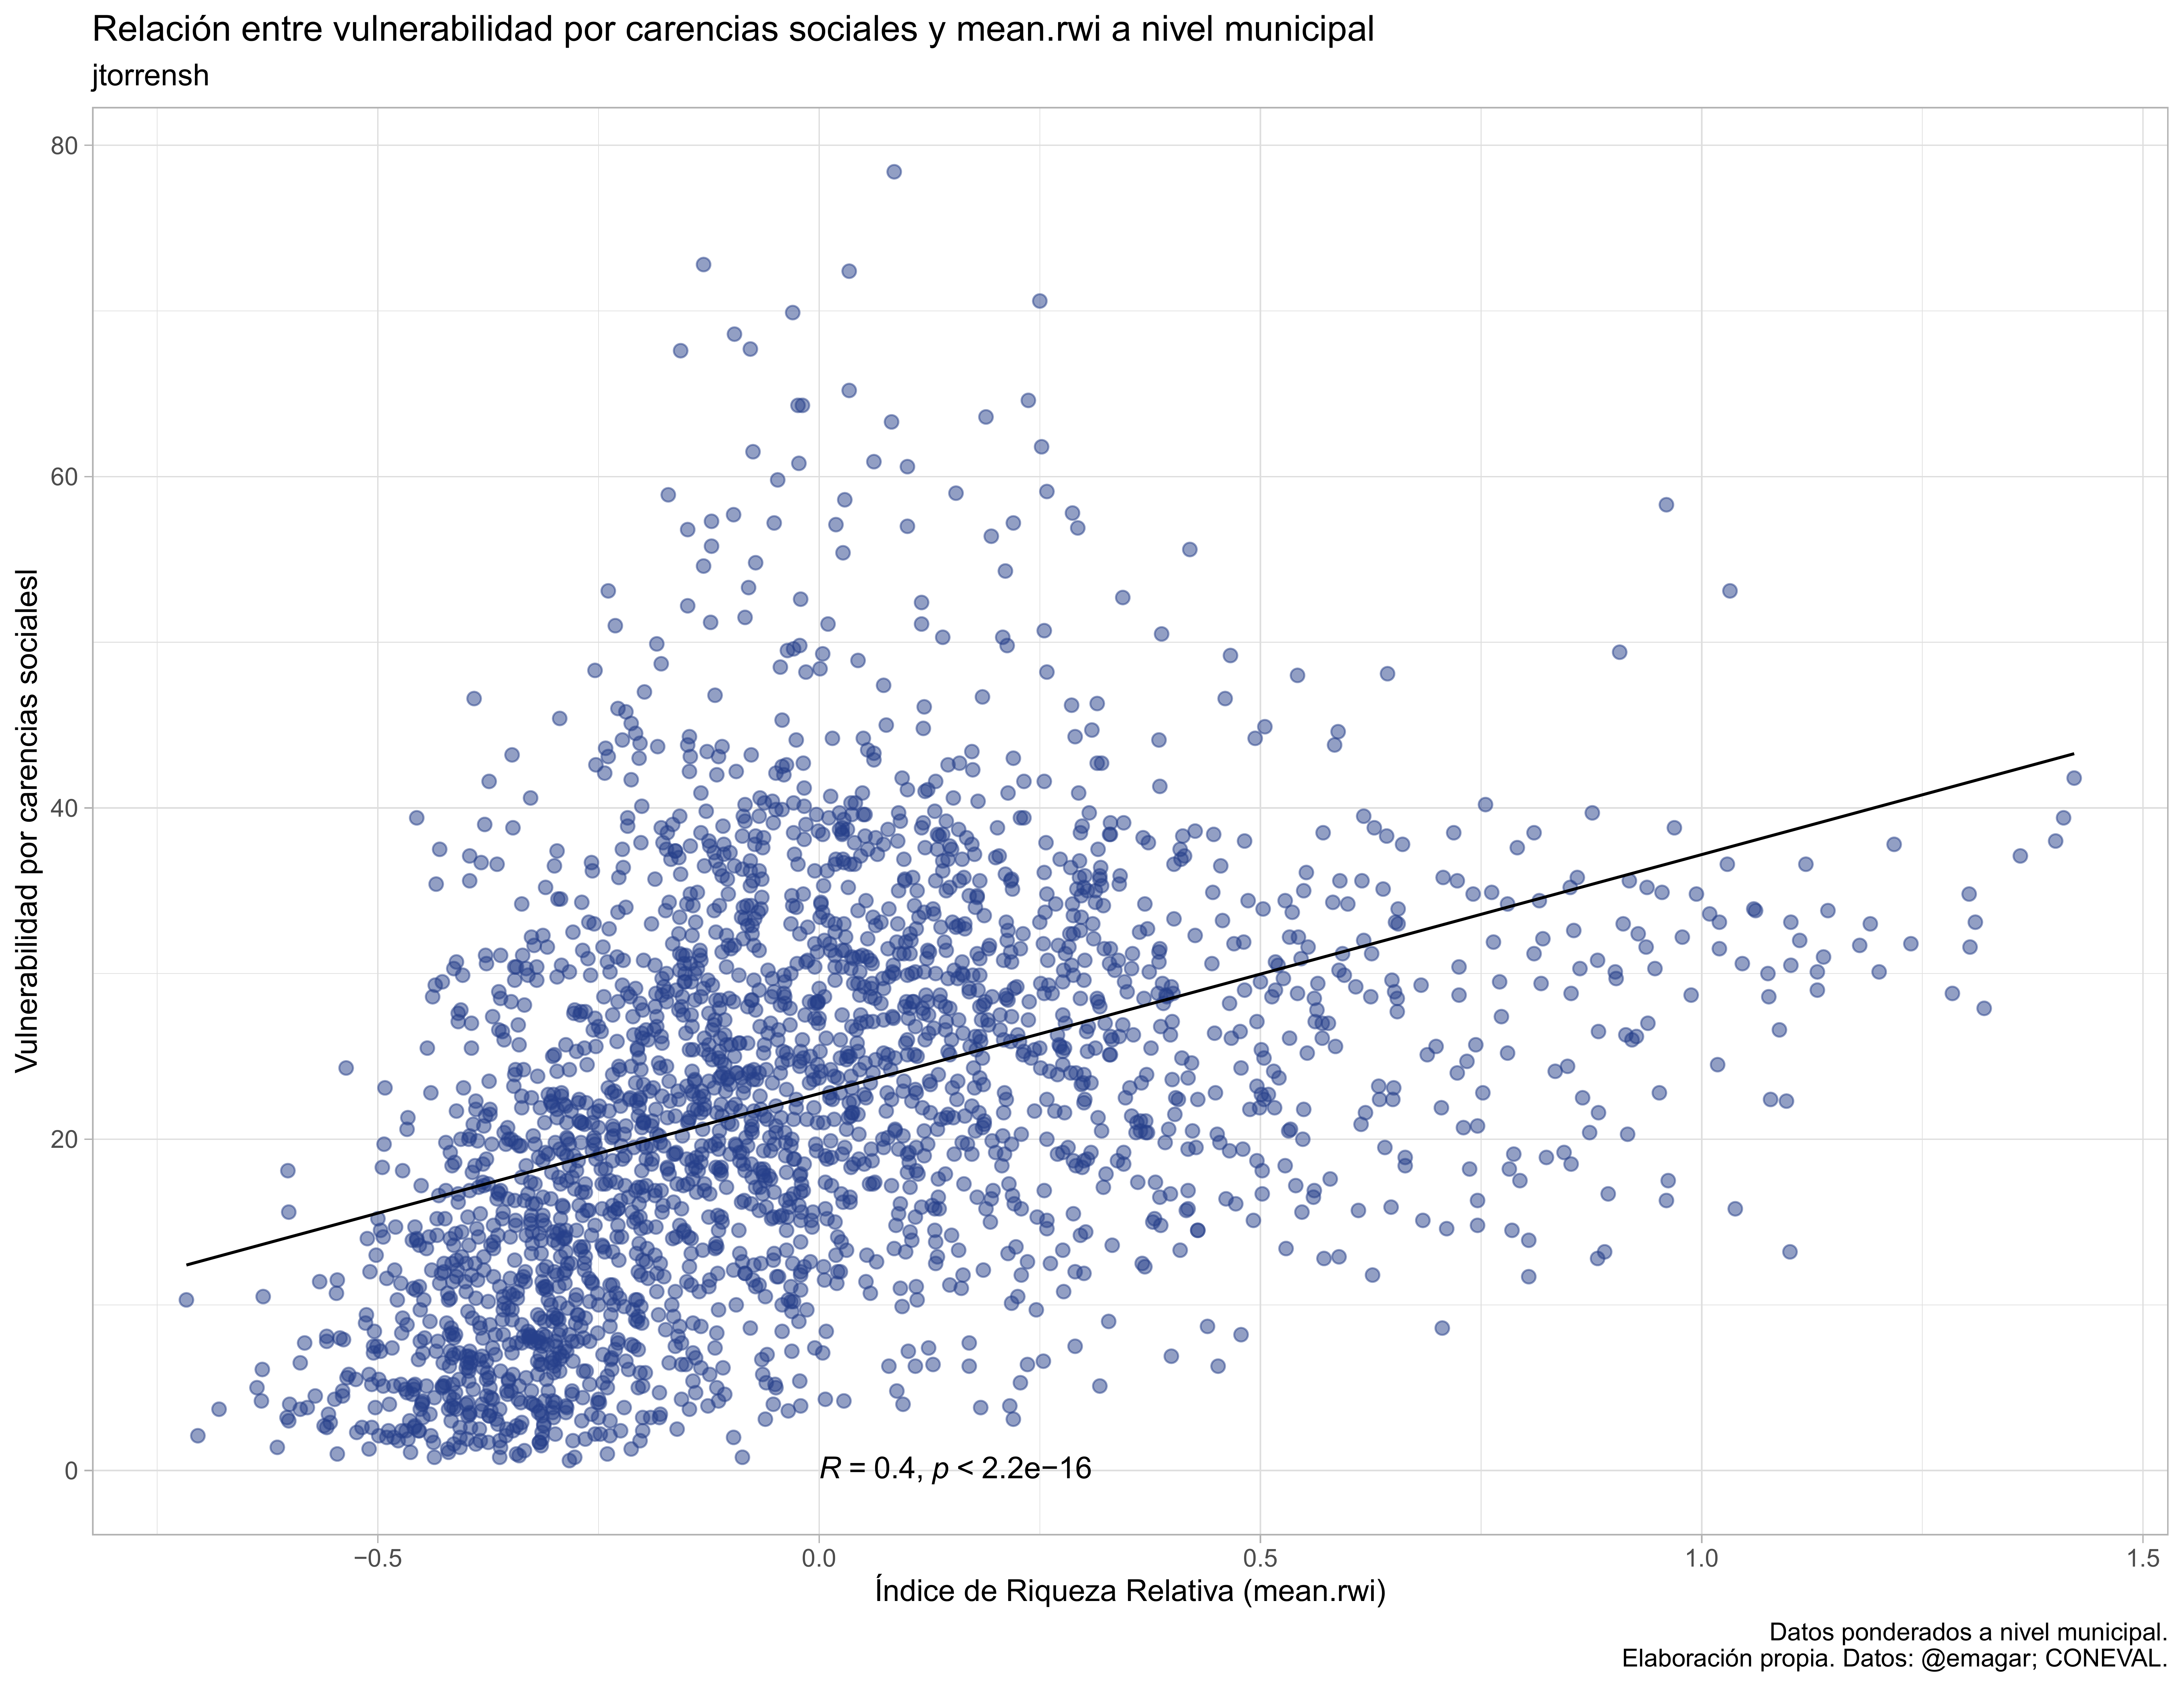 Relación entre vulnerabilidad por carencias sociales y mean.rwi a nivel municipal
jtorrensh
Vulnerabilidad por carencias socialesl
80
60
40
20
0
R = 0.4, p < 2.2e−16
−0.5 0.0 0.5 1.0 1.5
Índice de Riqueza Relativa (mean.rwi)
Datos ponderados a nivel municipal.
Elaboración propia. Datos: @emagar; CONEVAL.